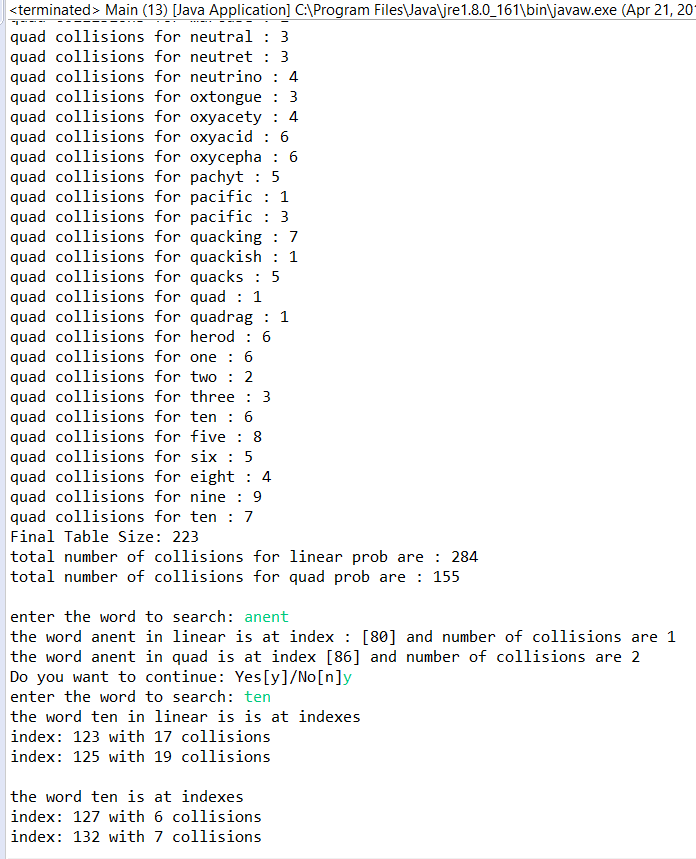 <terminated> Main (13) [Java Application] C:\Program Files\Java\jre1.8.0_161\bin\javaw.exe (Apr 21, 201
quad collisions for neutral : 3
quad collisions for neutret : 3
quad collisions for neutrino : 4
quad collisions for oxtongue : 3
quad collisions for oxyacety : 4
quad collisions for oxyacid : 6
quad collisions for oxycepha : 6
quad collisions for pachyt : 5
quad collisions for pacific : 1
quad collisions for pacific : 3
quad collisions for quacking : 7
quad collisions for quackish : 1
quad collisions for quacks : 5
quad collisions for quad : 1
quad collisions for quadrag : 1
quad collisions for herod : 6
quad collisions for one : 6
quad collisions for two : 2
quad collisions for three : 3
quad collisions for ten : 6
quad collisions for five : 8
quad collisions for six : 5
quad collisions for eight : 4
quad collisions for nine : 9
quad collisions for ten : 7
Final Table Size: 223
total number of collisions for linear prob are : 284
total number of collisions for quad prob are : 155
enter the word to search: anent
the word anent in linear is at index : [80] and number of collisions are 1
the word anent in quad is at index [86] and number of collisions are 2
Do you want to continue: Yes[y]/No[n]y
enter the word to search: ten
the word ten in linear is is at indexes
index: 123 with 17 collisions
index: 125 with 19 collisions
the word ten is at indexes
index: 127 with 6 collisions
index: 132 with 7 collisions